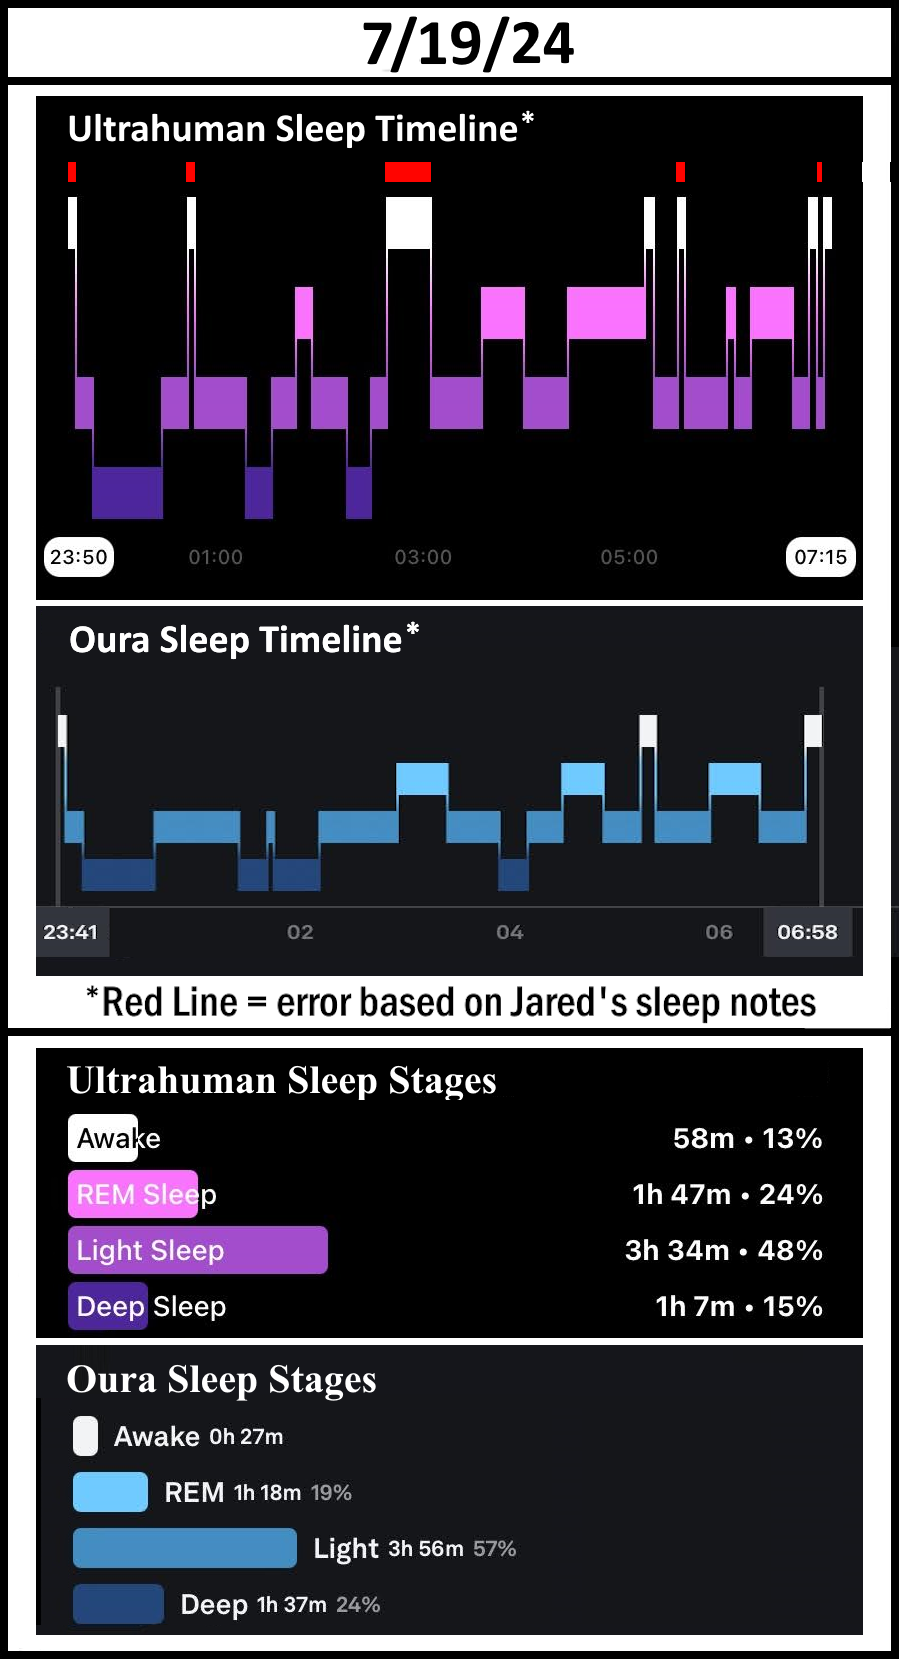 7/19/24
Ultrahuman Sleep Timeline*
23:50 01:00 03:00 05:00 07:15
Oura Sleep Timeline*
23:41 02 04 06 06:58
*Red Line = error based on Jared's sleep notes
Ultrahuman Sleep Stages
Awake 58m • 13%
REM Sleep 1h 47m • 24%
Light Sleep 3h 34m • 48%
Deep Sleep 1h 7m • 15%
Oura Sleep Stages
Awake 0h 27m
REM 1h 18m 19%
Light 3h 56m 57%
Deep 1h 37m 24%